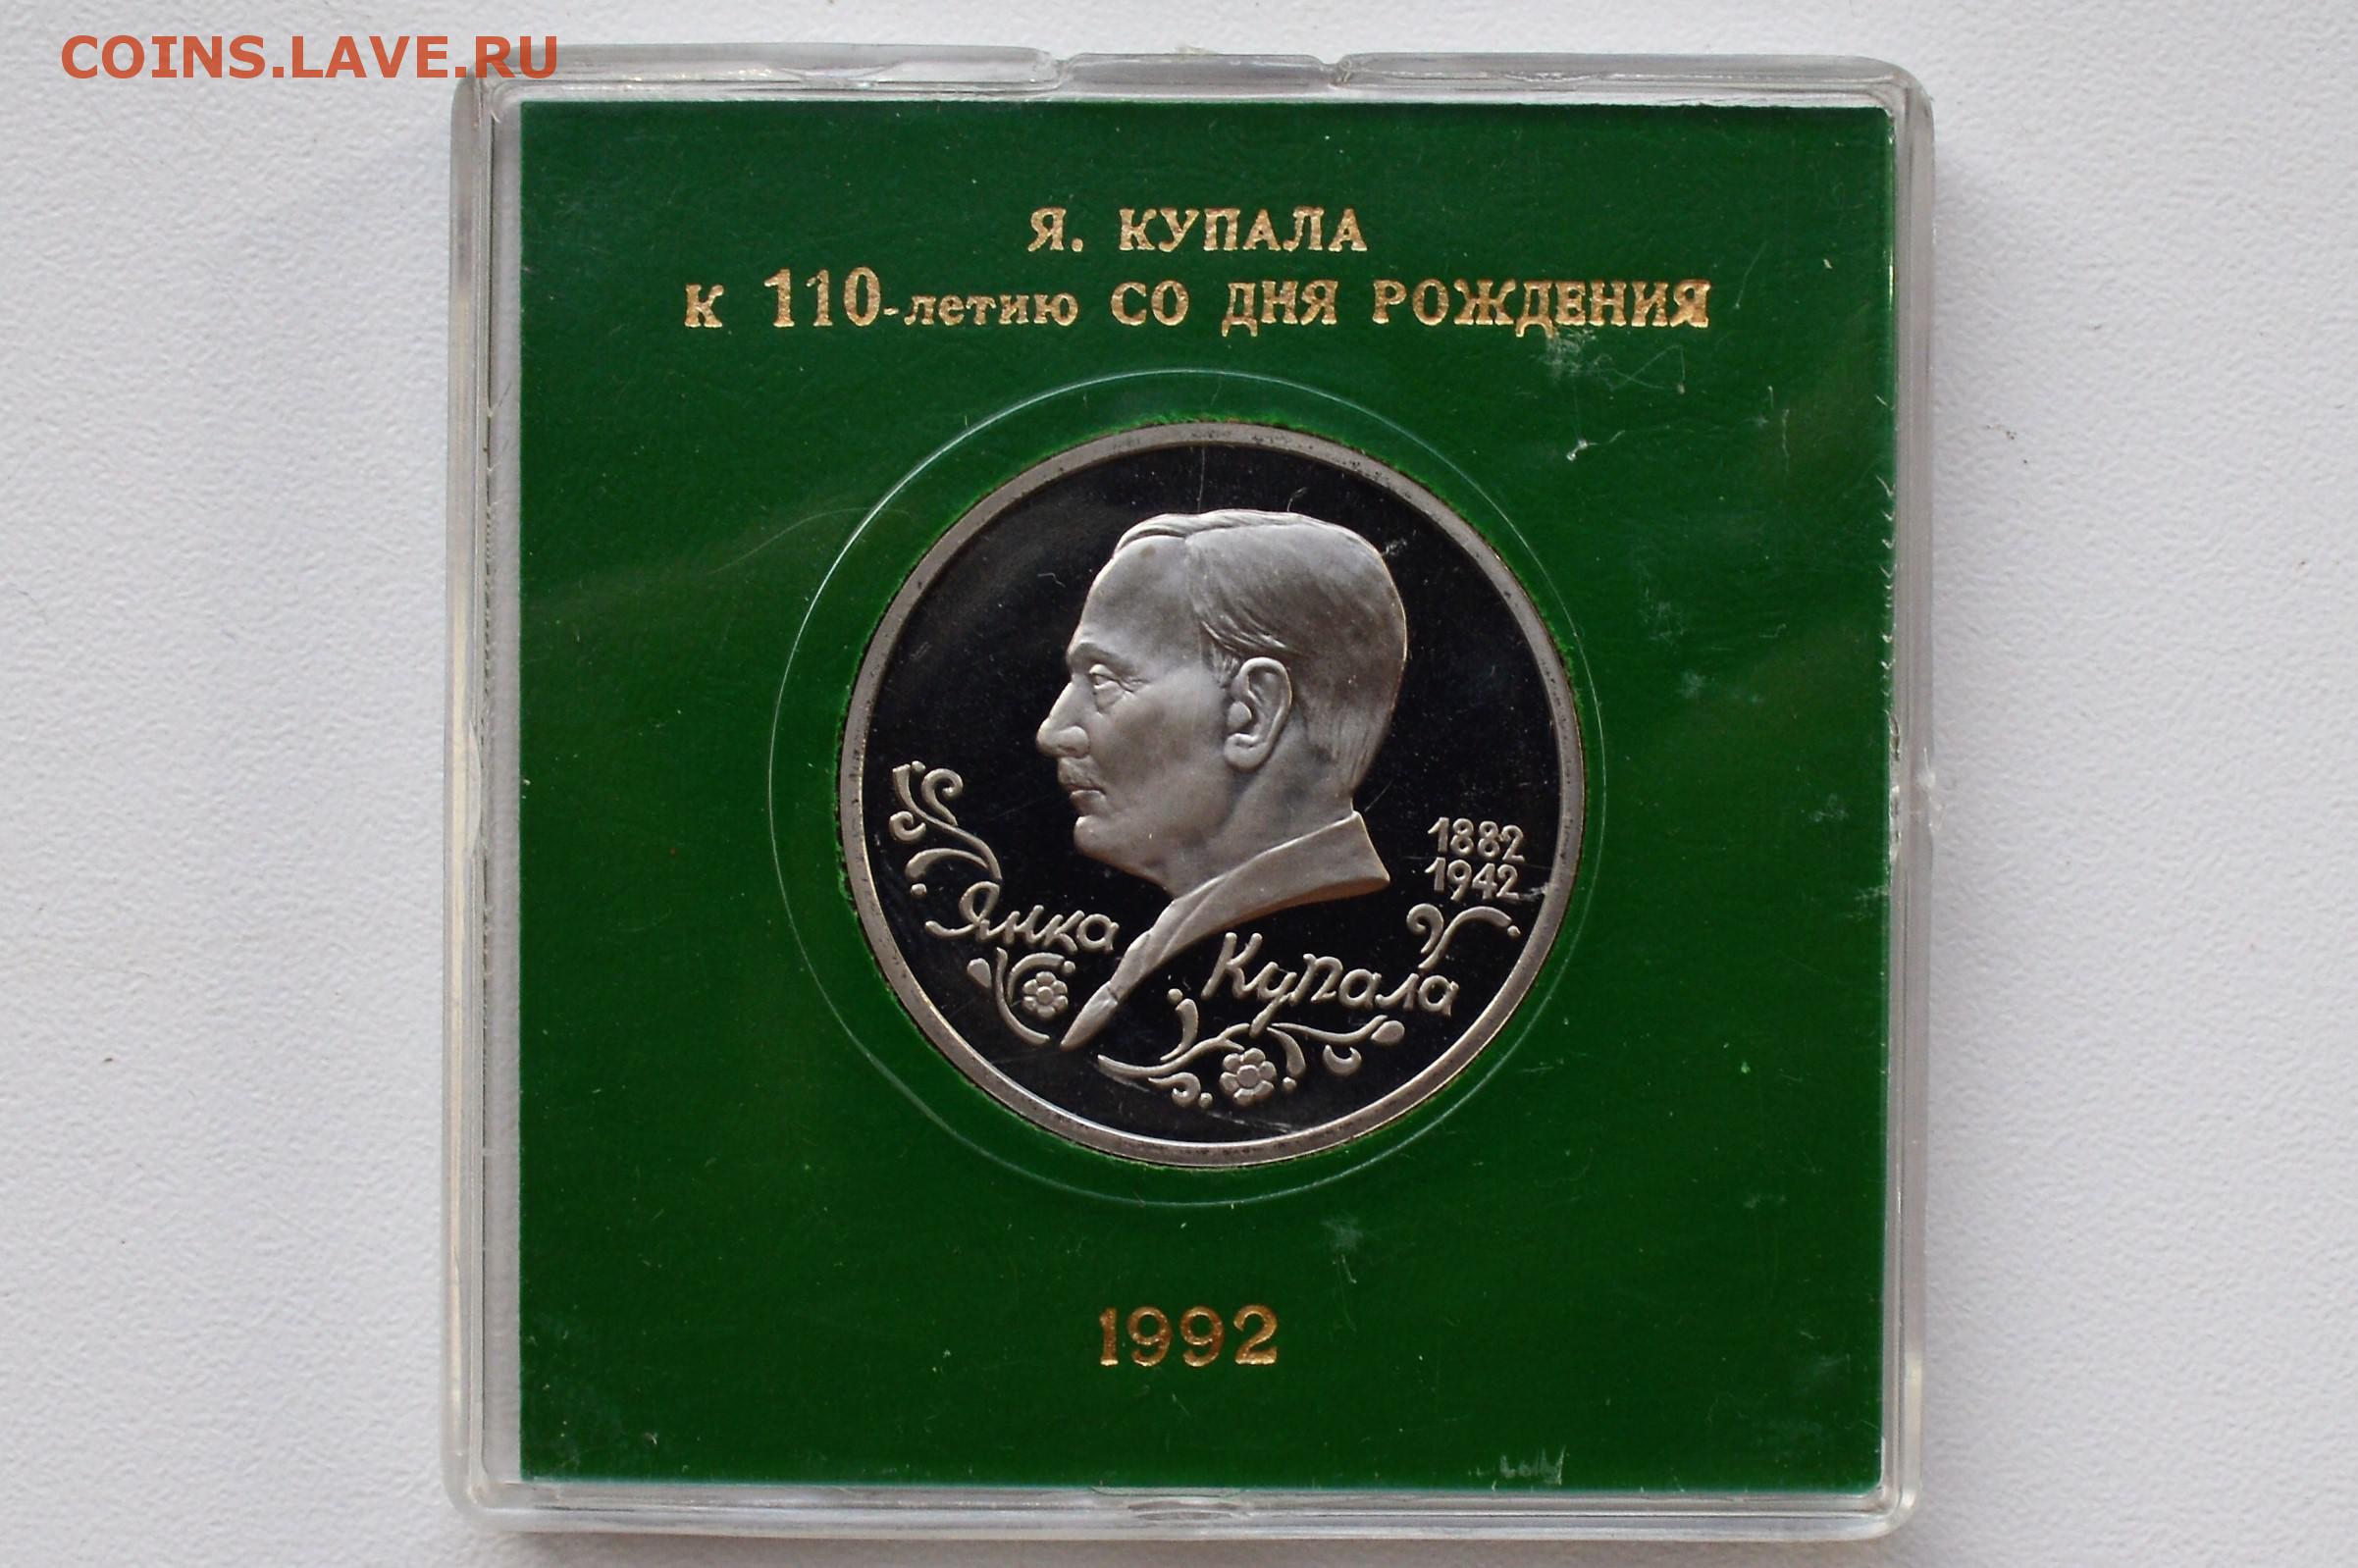 COINS.LAVE.RU
Я. КУПАЛА
К 110-летию СО ДНЯ РОЖДЕНИЯ
1882
1942
Янка
Купала
1992